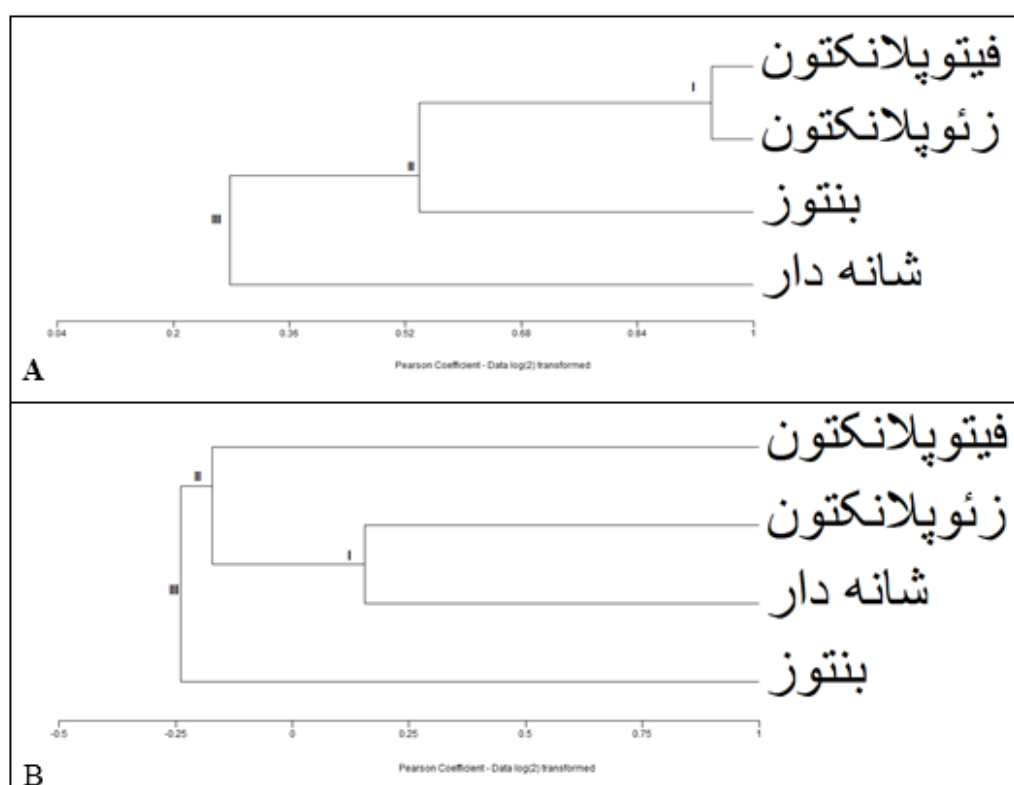 فیتوپلانکتون
I
زئوپلانکتون
II
بنتوز
III
شانه دار
0.04 0.2 0.36 0.52 0.68 0.84 1
Pearson Coefficient - Data log(2) transformed
A
فیتوپلانکتون
II
زئوپلانکتون
I
III
شانه دار
بنتوز
-0.5 -0.25 0 0.25 0.5 0.75 1
Pearson Coefficient - Data log(2) transformed
B